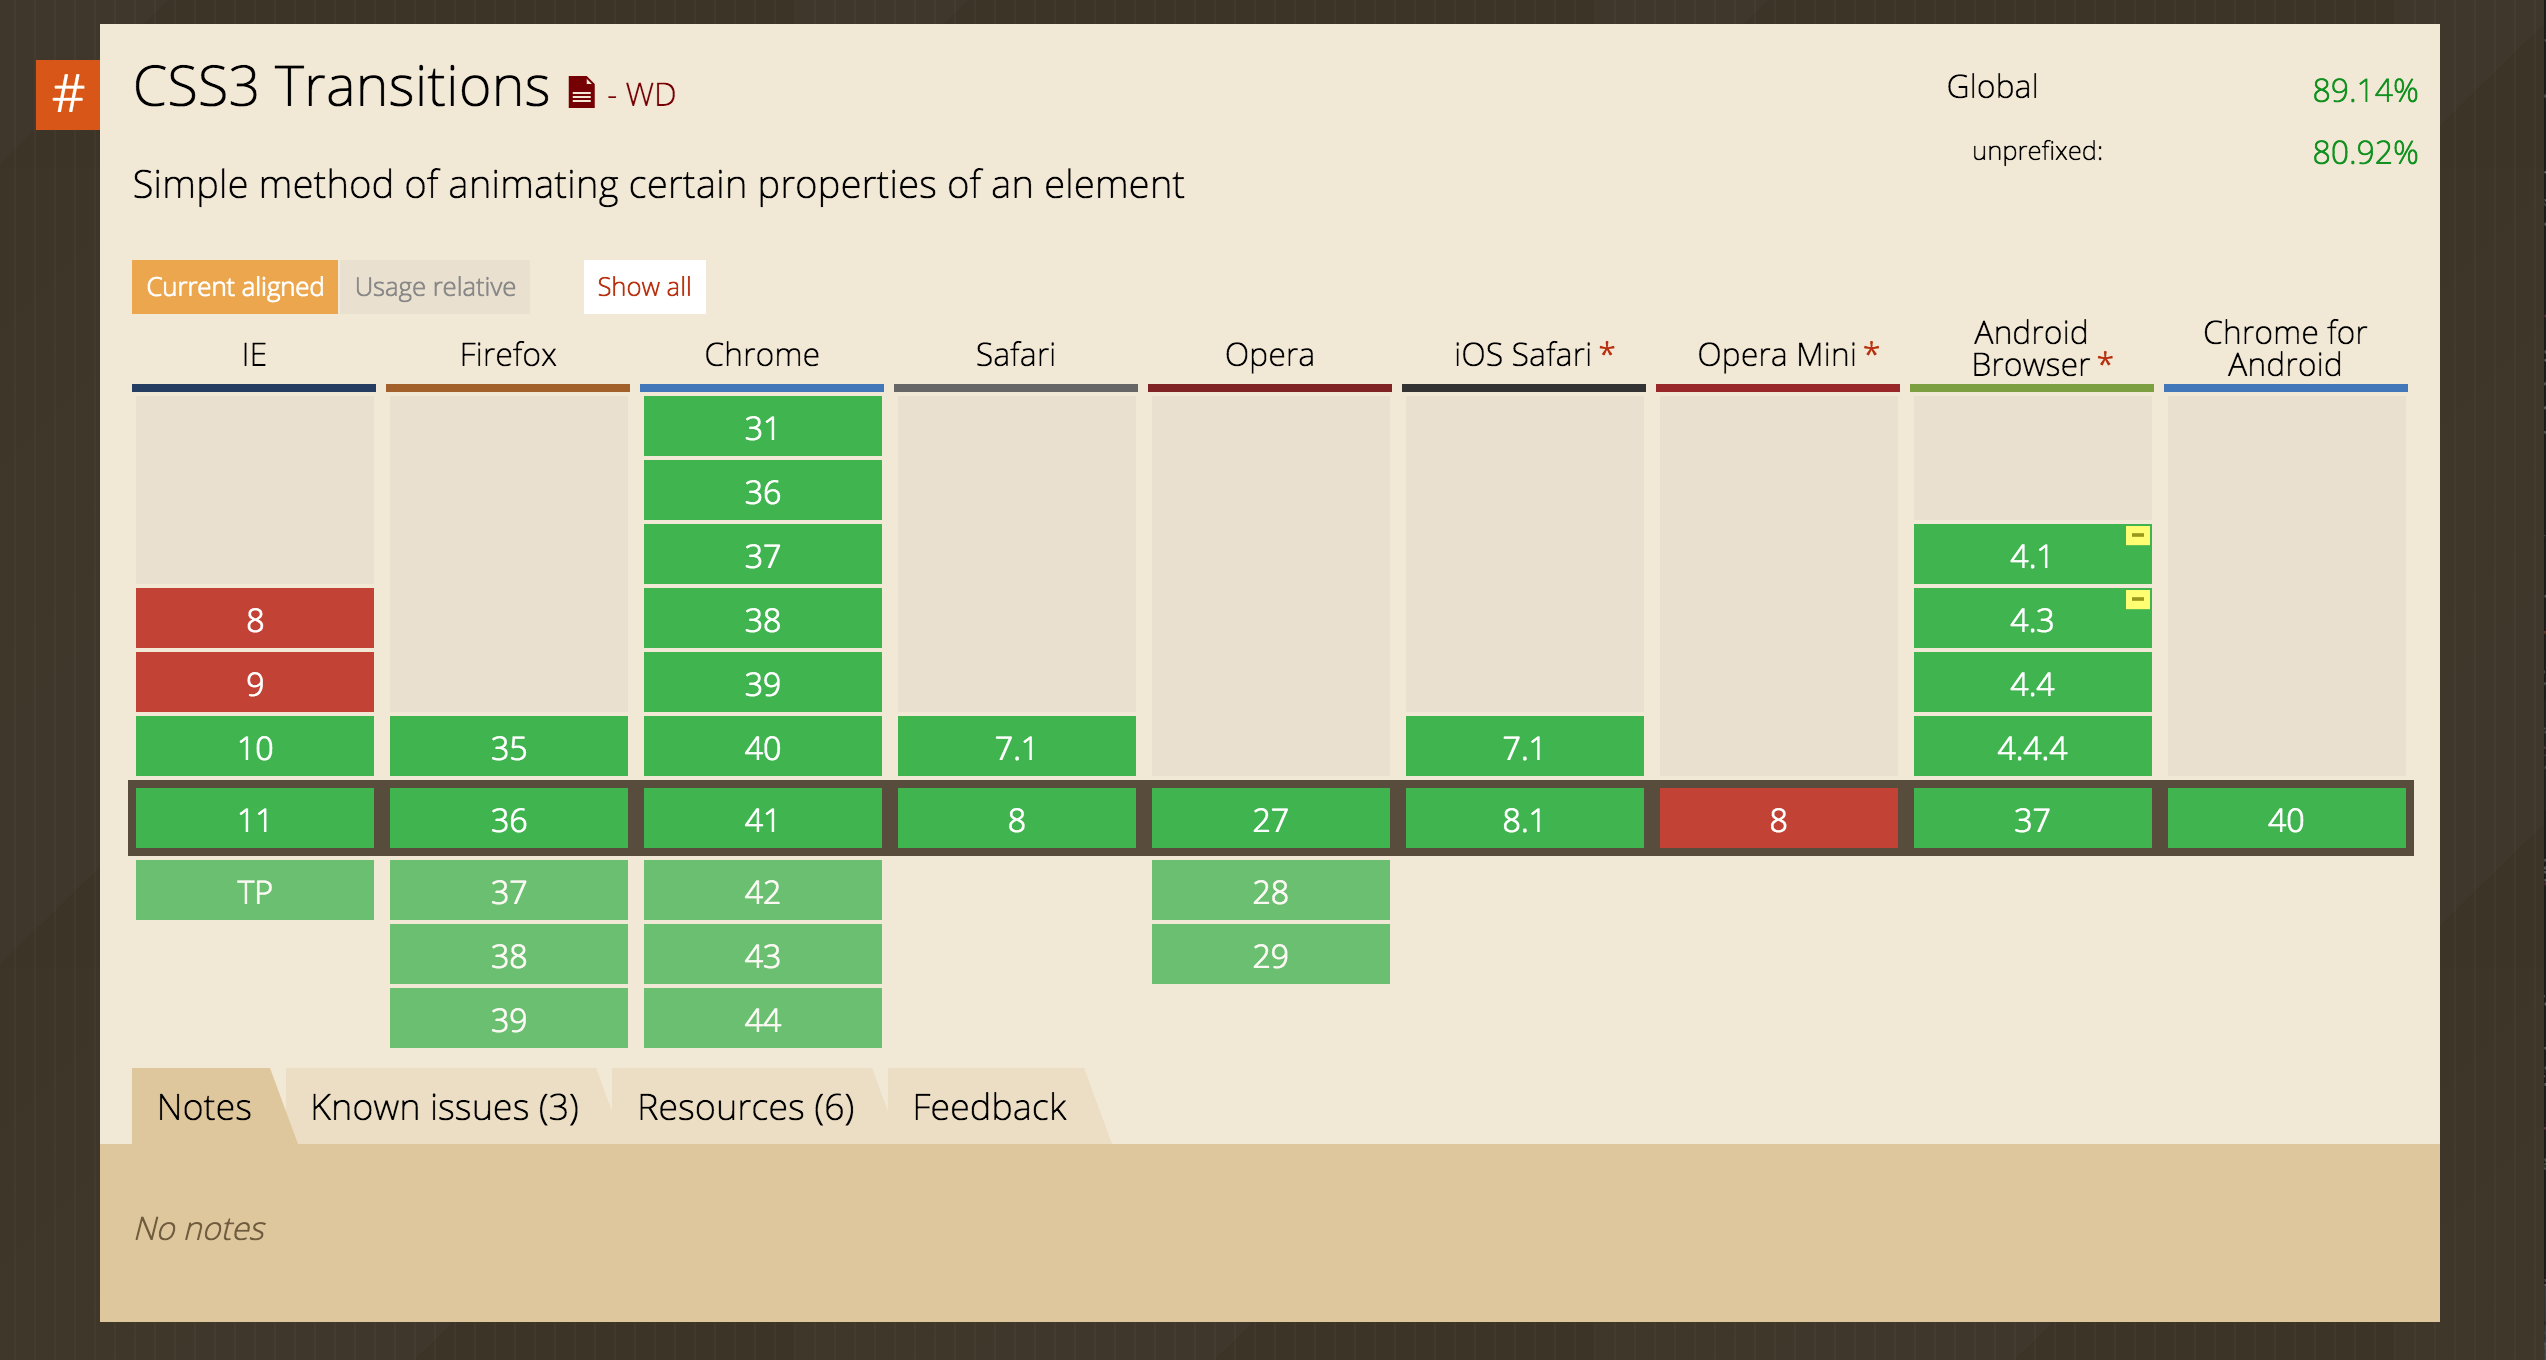 #
CSS3 Transitions - WD
Global 89.14%
unprefixed: 80.92%
Simple method of animating certain properties of an element
Current aligned Usage relative Show all
IE Firefox Chrome Safari Opera iOS Safari * Opera Mini * Android Browser * Chrome for Android
31
36
37 4.1
8 38 4.3
9 39 4.4
10 35 40 7.1 7.1 4.4.4
11 36 41 8 27 8.1 8 37 40
TP 37 42 28
38 43 29
39 44
Notes Known issues (3) Resources (6) Feedback
No notes